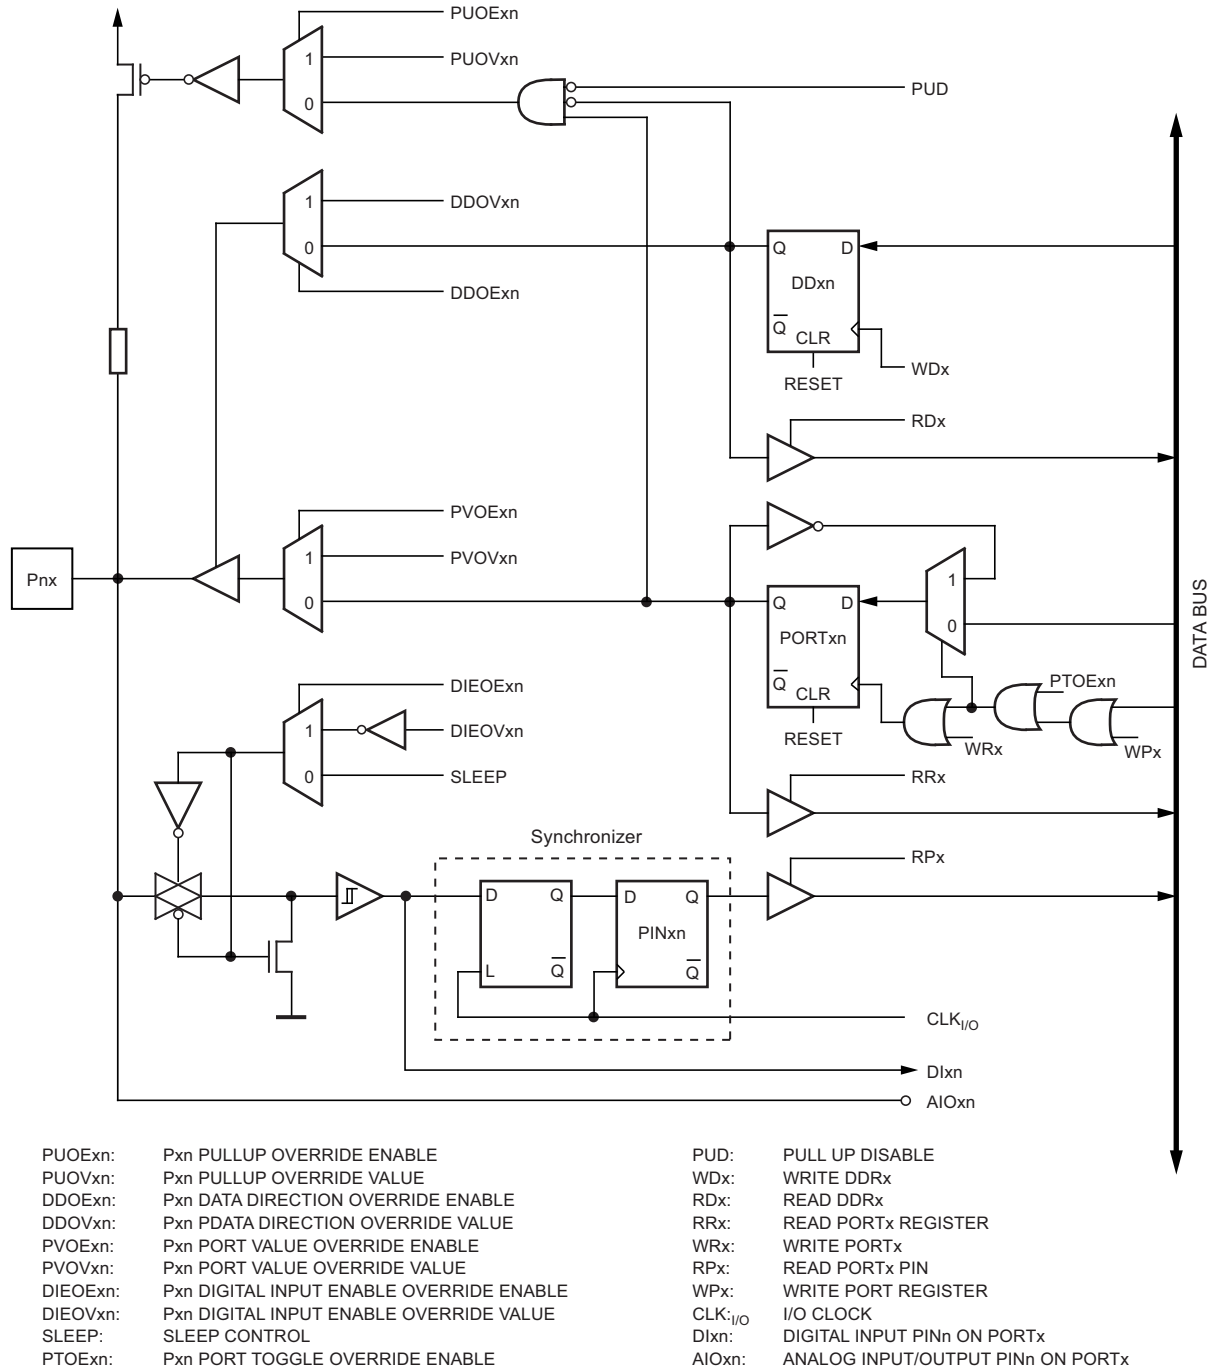 PUOExn
1
PUOVxn
0
PUD
1
DDOVxn
0
DDOExn
Q D
DDxn
Q
CLR
RESET
WDx
RDx
PVOExn
1
PVOVxn
0
Pnx
1
0
Q D
PORTxn
Q
CLR
RESET
PTOExn
WRx
WPx
DATA BUS
DIEOExn
1
DIEOVxn
0
SLEEP
RRx
Synchronizer
RPx
D Q
L Q
D Q
PINxn
Q
CLKI/O
DIxn
AIOxn
PUOExn: Pxn PULLUP OVERRIDE ENABLE
PUOVxn: Pxn PULLUP OVERRIDE VALUE
DDOExn: Pxn DATA DIRECTION OVERRIDE ENABLE
DDOVxn: Pxn PDATA DIRECTION OVERRIDE VALUE
PVOExn: Pxn PORT VALUE OVERRIDE ENABLE
PVOVxn: Pxn PORT VALUE OVERRIDE VALUE
DIEOExn: Pxn DIGITAL INPUT ENABLE OVERRIDE ENABLE
DIEOVxn: Pxn DIGITAL INPUT ENABLE OVERRIDE VALUE
SLEEP: SLEEP CONTROL
PTOExn: Pxn PORT TOGGLE OVERRIDE ENABLE
PUD: PULL UP DISABLE
WDx: WRITE DDRx
RDx: READ DDRx
RRx: READ PORTx REGISTER
WRx: WRITE PORTx
RPx: READ PORTx PIN
WPx: WRITE PORT REGISTER
CLK:I/O I/O CLOCK
DIxn: DIGITAL INPUT PINn ON PORTx
AIOxn: ANALOG INPUT/OUTPUT PINn ON PORTx